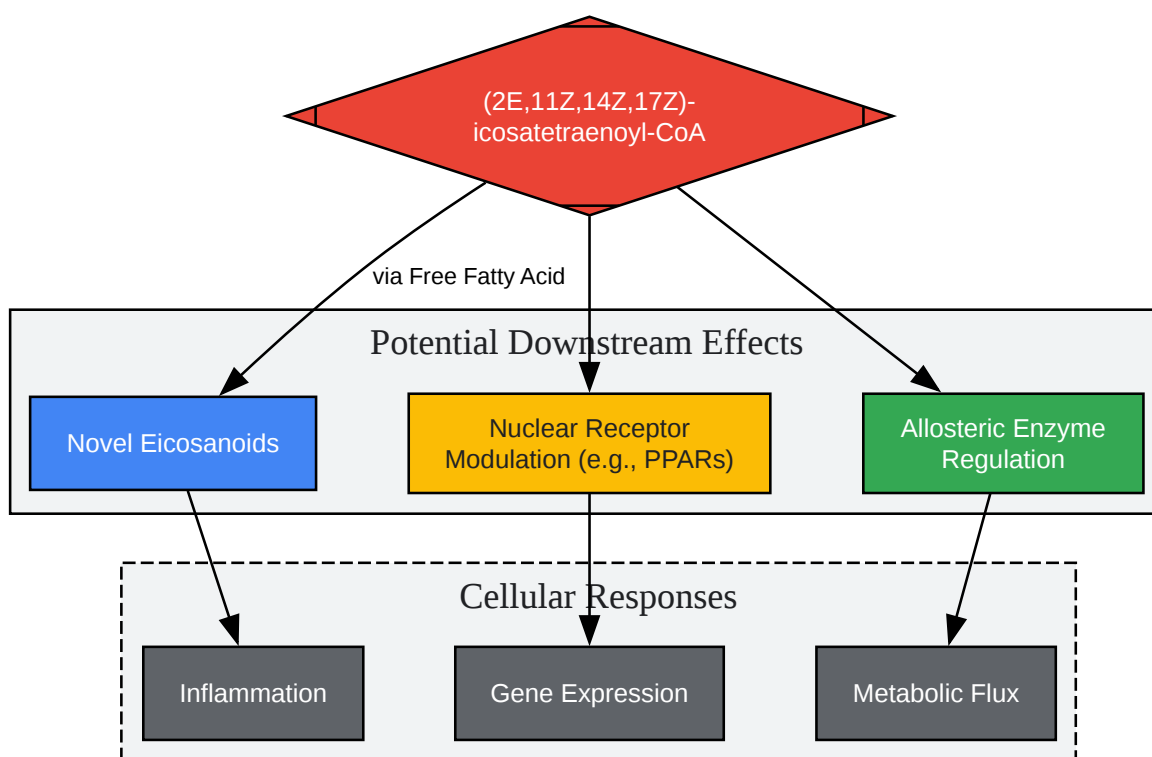 (2E,11Z,14Z,17Z)-
icosatetraenoyl-CoA
via Free Fatty Acid
Potential Downstream Effects
Novel Eicosanoids
Nuclear Receptor
Modulation (e.g., PPARs)
Allosteric Enzyme
Regulation
Cellular Responses
Inflammation
Gene Expression
Metabolic Flux